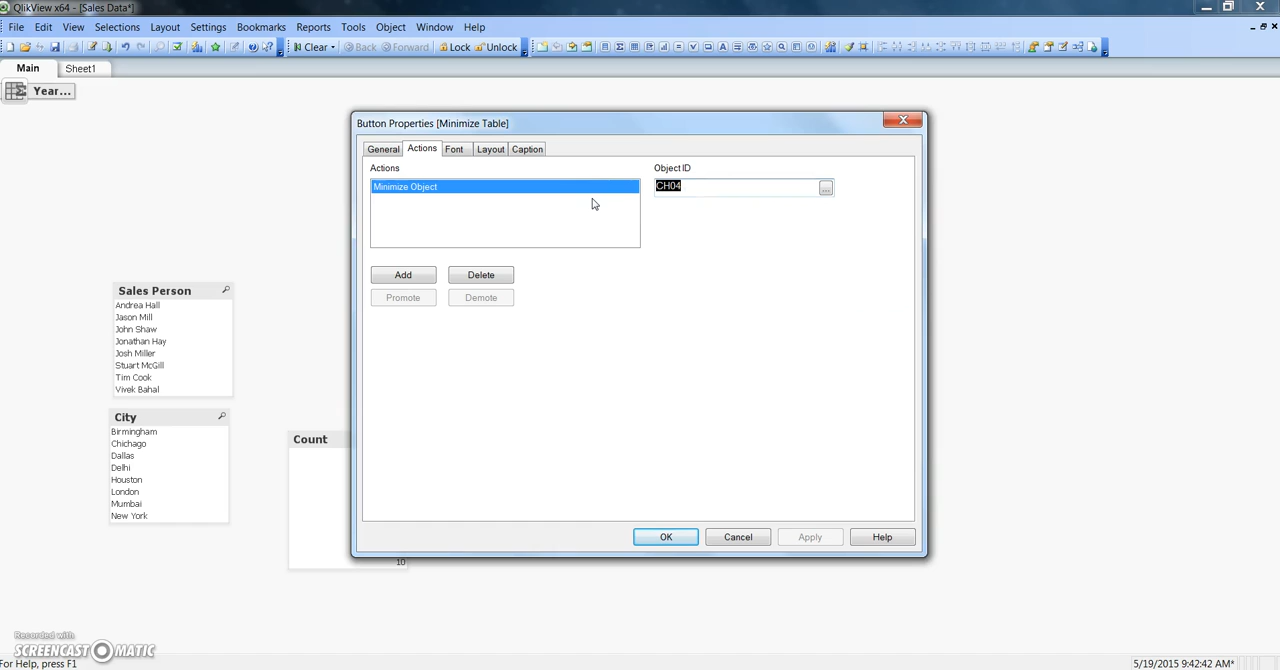 QlikView x64 - [Sales Data*]
File Edit View Selections Layout Settings Bookmarks Reports Tools Object Window Help
Clear Back Forward Lock Unlock
Main Sheet1
Year...
Button Properties [Minimize Table]
General Actions Font Layout Caption
Actions Object ID
Minimize Object CH04 ...
Add Delete
Promote Demote
OK Cancel Apply Help
Sales Person
Andrea Hall
Jason Mill
John Shaw
Jonathan Hay
Josh Miller
Stuart McGill
Tim Cook
Vivek Bahal
City
Birmingham
Chichago
Dallas
Delhi
Houston
London
Mumbai
New York
Count
10
Recorded with
SCREENCAST MATIC
For Help, press F1 5/19/2015 9:42:42 AM*